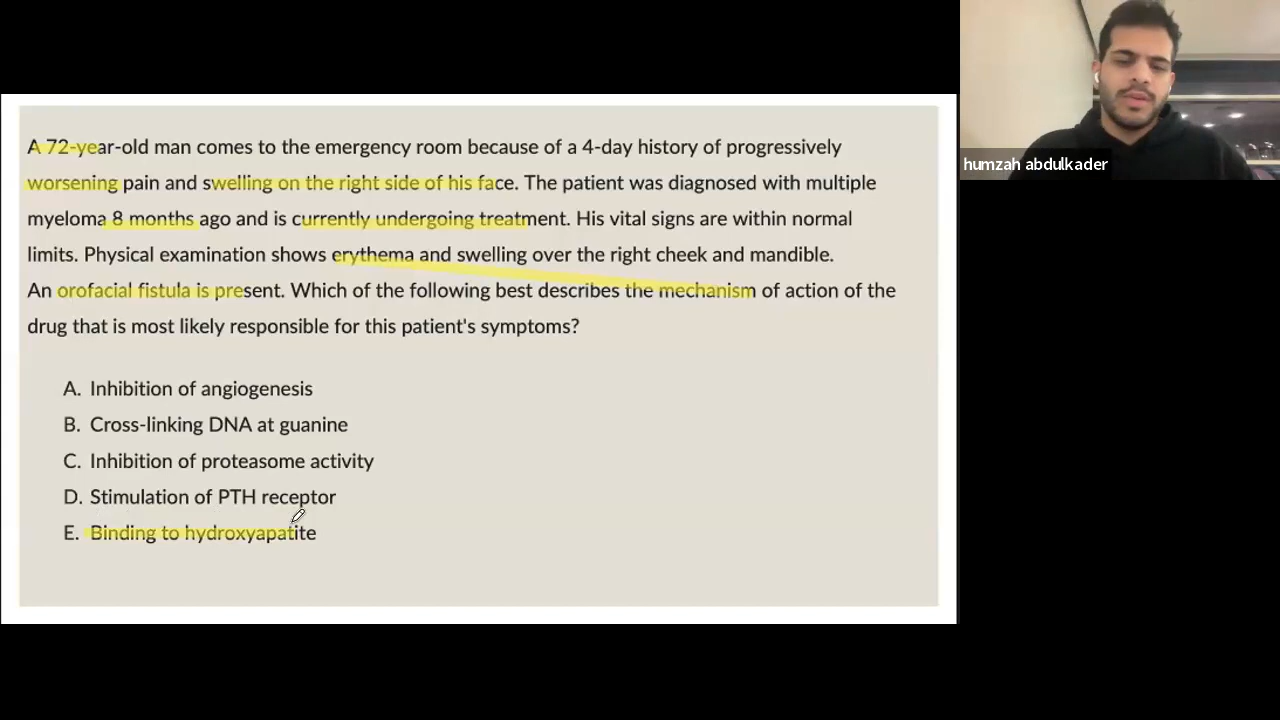 A 72-year-old man comes to the emergency room because of a 4-day history of progressively
worsening pain and swelling on the right side of his face. The patient was diagnosed with multiple
myeloma 8 months ago and is currently undergoing treatment. His vital signs are within normal
limits. Physical examination shows erythema and swelling over the right cheek and mandible.
An orofacial fistula is present. Which of the following best describes the mechanism of action of the
drug that is most likely responsible for this patient's symptoms?
A. Inhibition of angiogenesis
B. Cross-linking DNA at guanine
C. Inhibition of proteasome activity
D. Stimulation of PTH receptor
E. Binding to hydroxyapatite
humzah abdulkader